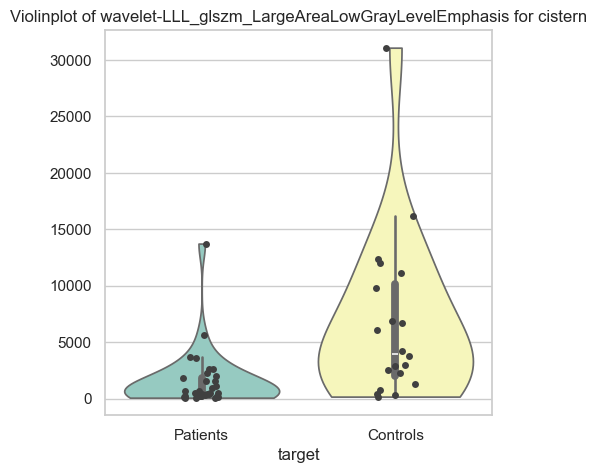 Violinplot of wavelet-LLL_glszm_LargeAreaLowGrayLevelEmphasis for cistern
30000
25000
20000
15000
10000
5000
0
Patients Controls
target